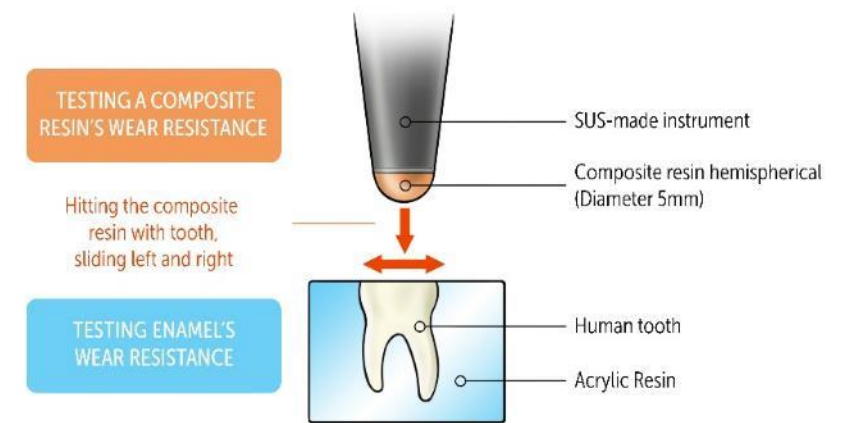 TESTING A COMPOSITE
RESIN'S WEAR RESISTANCE
Hitting the composite
resin with tooth,
sliding left and right
TESTING ENAMEL'S
WEAR RESISTANCE
SUS-made instrument
Composite resin hemispherical
(Diameter 5mm)
Human tooth
Acrylic Resin